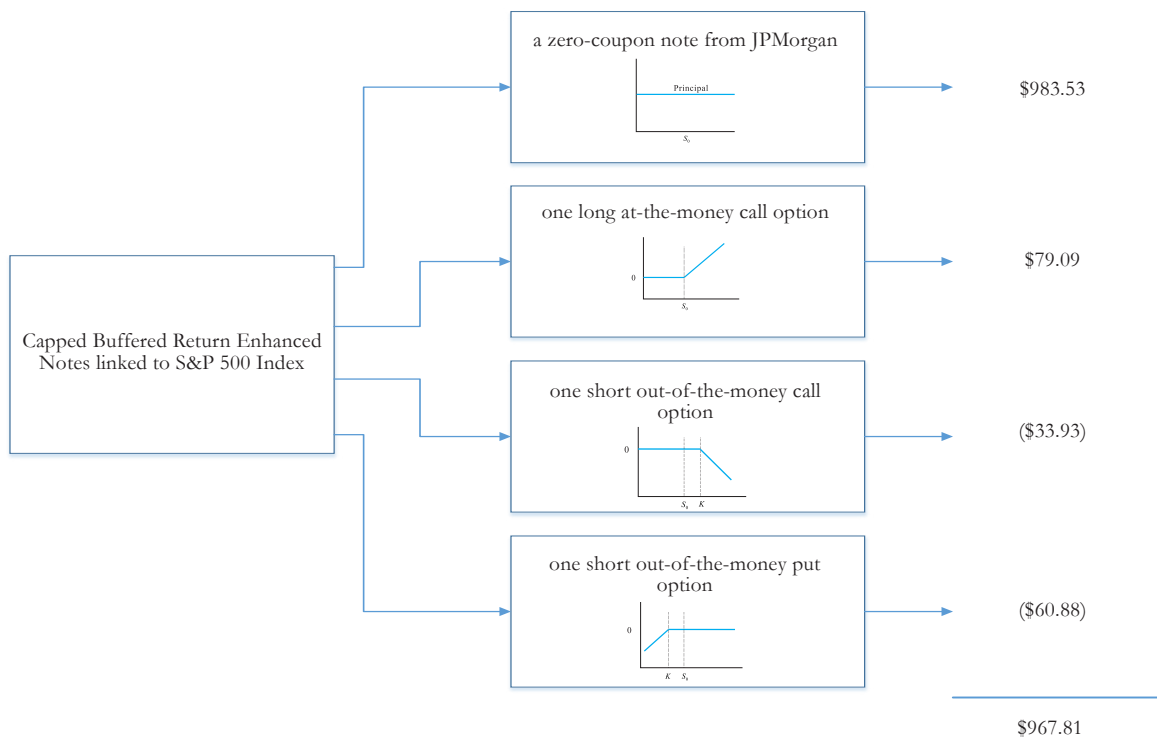 a zero-coupon note from JPMorgan
Principal
S₀
$983.53
one long at-the-money call option
0
S₀
$79.09
Capped Buffered Return Enhanced
Notes linked to S&P 500 Index
one short out-of-the-money call
option
0
S₀ K
($33.93)
one short out-of-the-money put
option
0
K S₀
($60.88)
$967.81